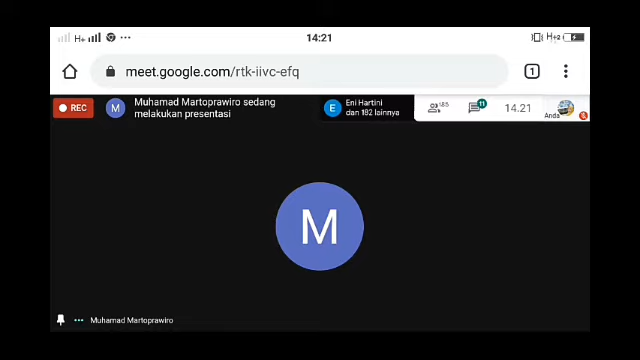 H+
14:21
H+2
meet.google.com/rtk-iivc-efq
1
REC
M
Muhamad Martoprawiro sedang
melakukan presentasi
E
Eni Hartini
dan 182 lainnya
185
11
14.21
Anda
M
Muhamad Martoprawiro